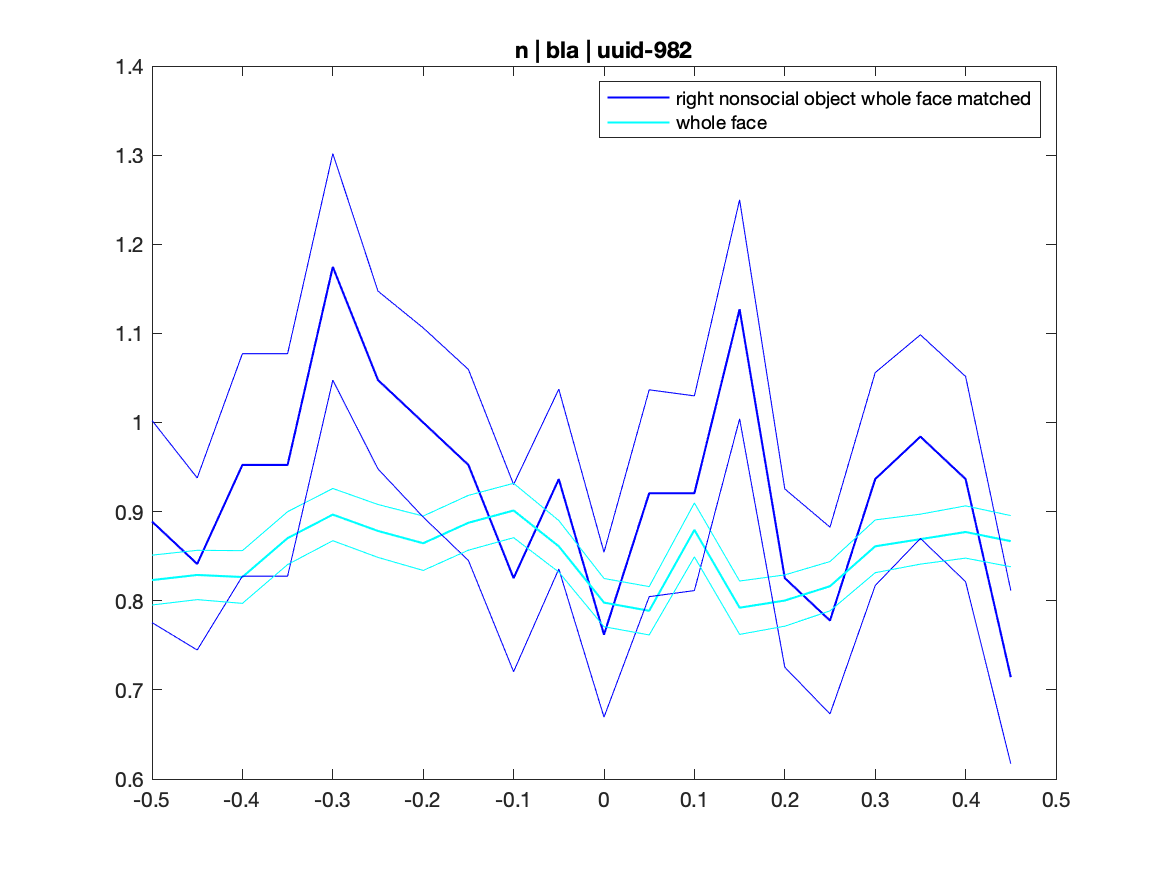 n | bla | uuid-982
right nonsocial object whole face matched
whole face
1.4
1.3
1.2
1.1
1
0.9
0.8
0.7
0.6
-0.5 -0.4 -0.3 -0.2 -0.1 0 0.1 0.2 0.3 0.4 0.5